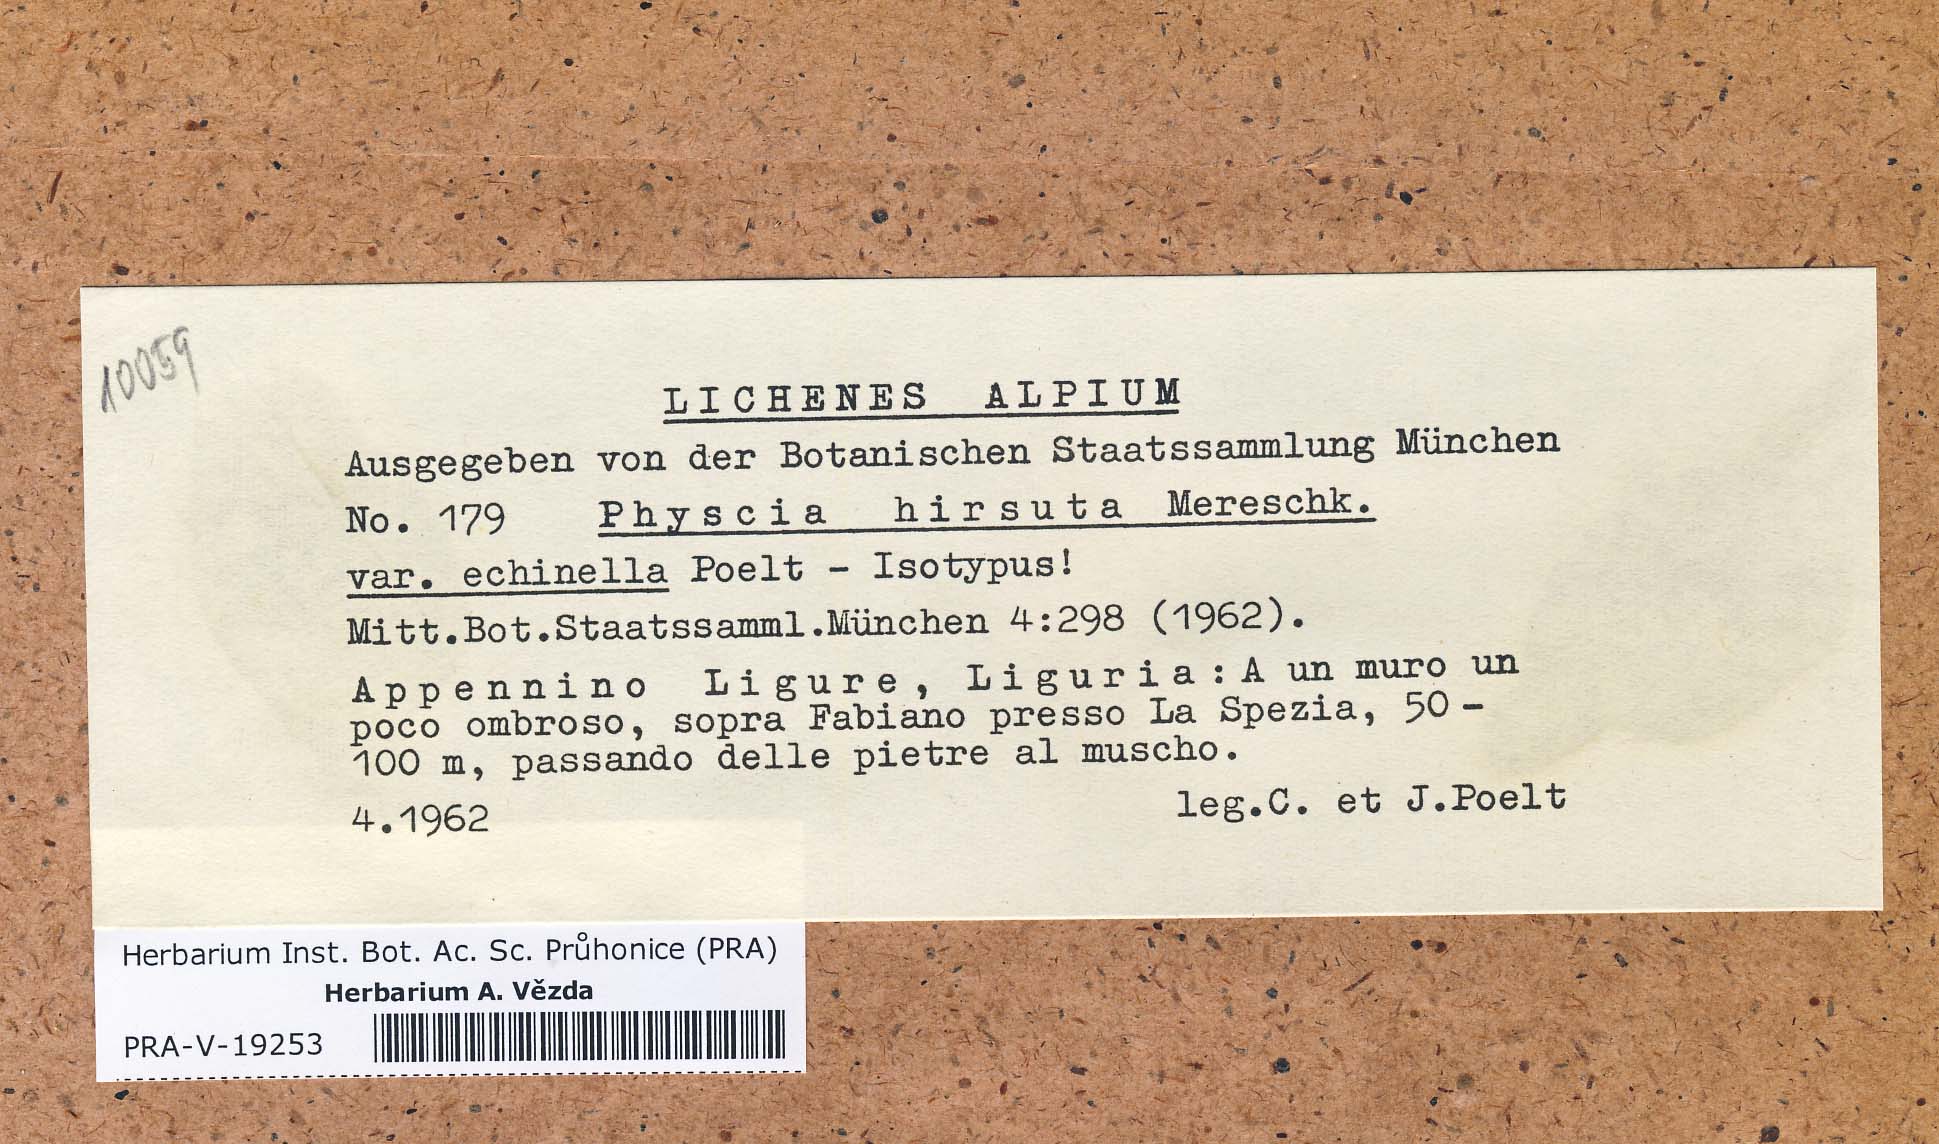 10059
LICHENES ALPIUM
Ausgegeben von der Botanischen Staatssammlung München
No. 179 Physcia hirsuta Mereschk.
var. echinella Poelt - Isotypus!
Mitt.Bot.Staatssamml.München 4:298 (1962).
Appennino Ligure, Liguria: A un muro un
poco ombroso, sopra Fabiano presso La Spezia, 50 -
100 m, passando delle pietre al muscho.
4.1962 leg.C. et J.Poelt
Herbarium Inst. Bot. Ac. Sc. Průhonice (PRA)
Herbarium A. Vězda
PRA-V-19253